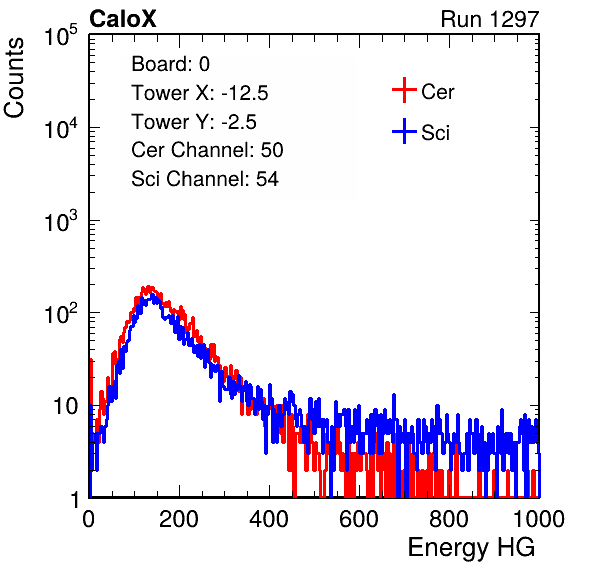 CaloX Run 1297
10^5
Counts
Board: 0
Tower X: -12.5
Tower Y: -2.5
Cer Channel: 50
Sci Channel: 54
Cer
Sci
10^4
10^3
10^2
10
1
0 200 400 600 800 1000
Energy HG